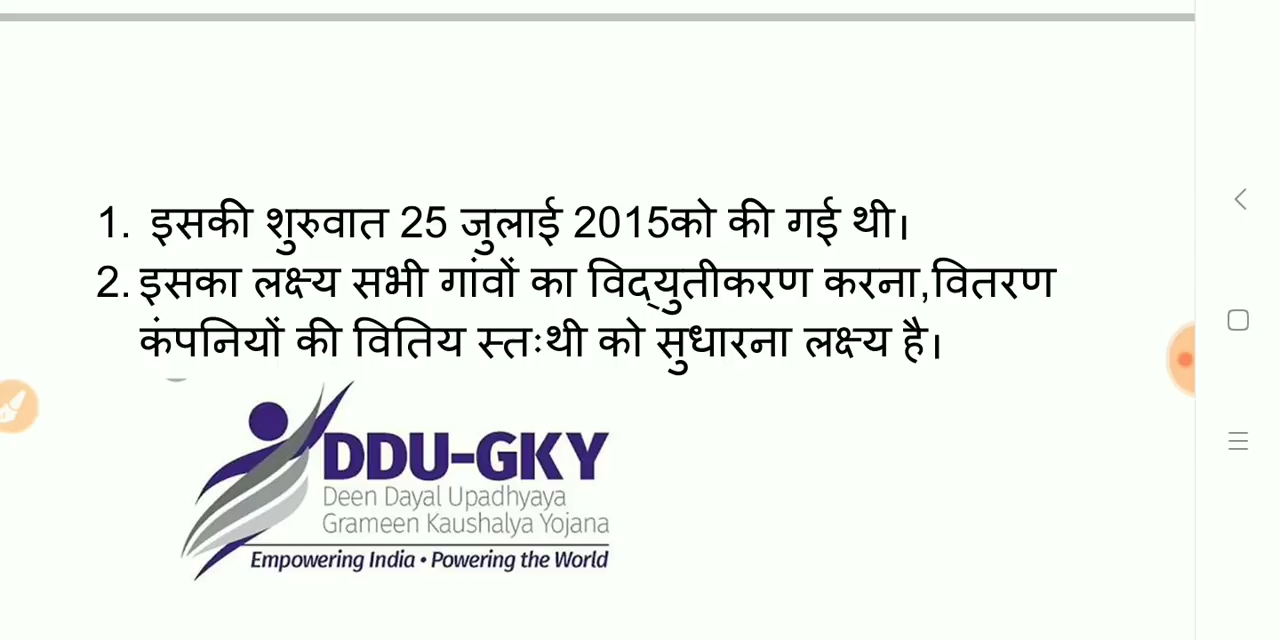 1. इसकी शुरुवात 25 जुलाई 2015को की गई थी।
2. इसका लक्ष्य सभी गांवों का विद्‌युतीकरण करना,वितरण
कंपनियों की वितिय स्तःथी को सुधारना लक्ष्य है।
DDU-GKY
Deen Dayal Upadhyaya
Grameen Kaushalya Yojana
Empowering India • Powering the World